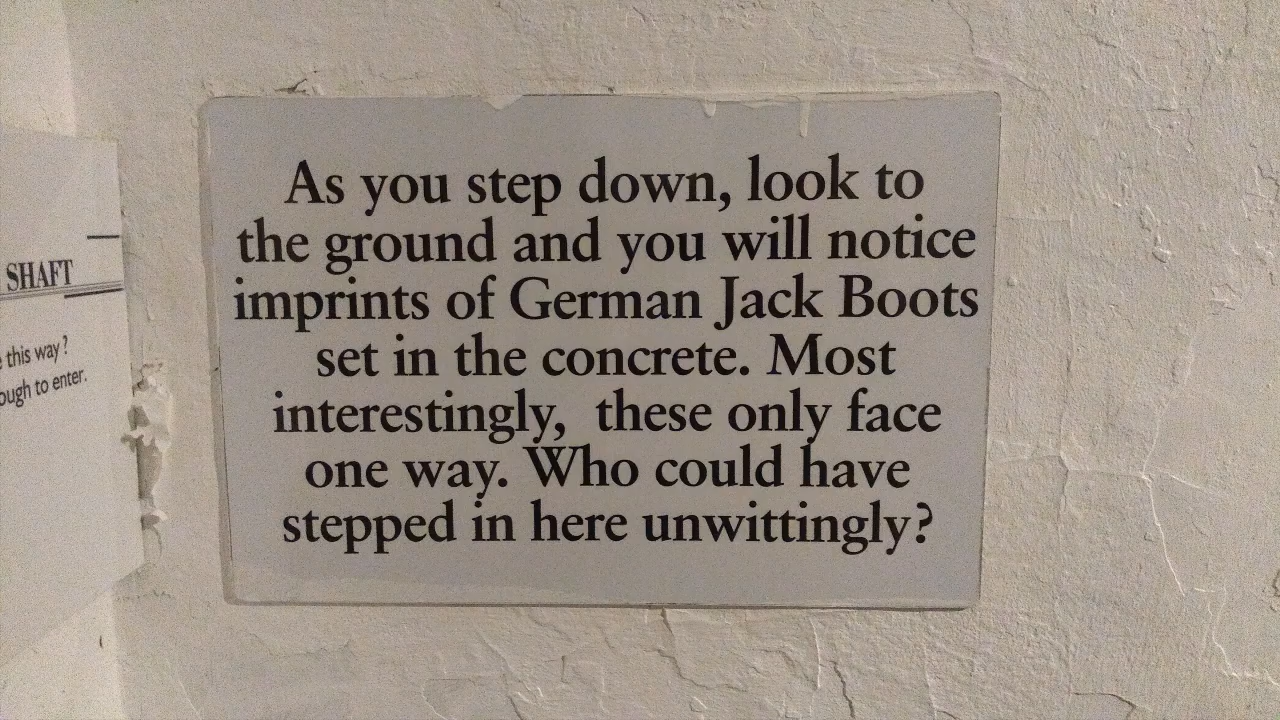 As you step down, look to
the ground and you will notice
imprints of German Jack Boots
set in the concrete. Most
interestingly,  these only face
one way. Who could have
stepped in here unwittingly?
SHAFT
this way?
to enter.